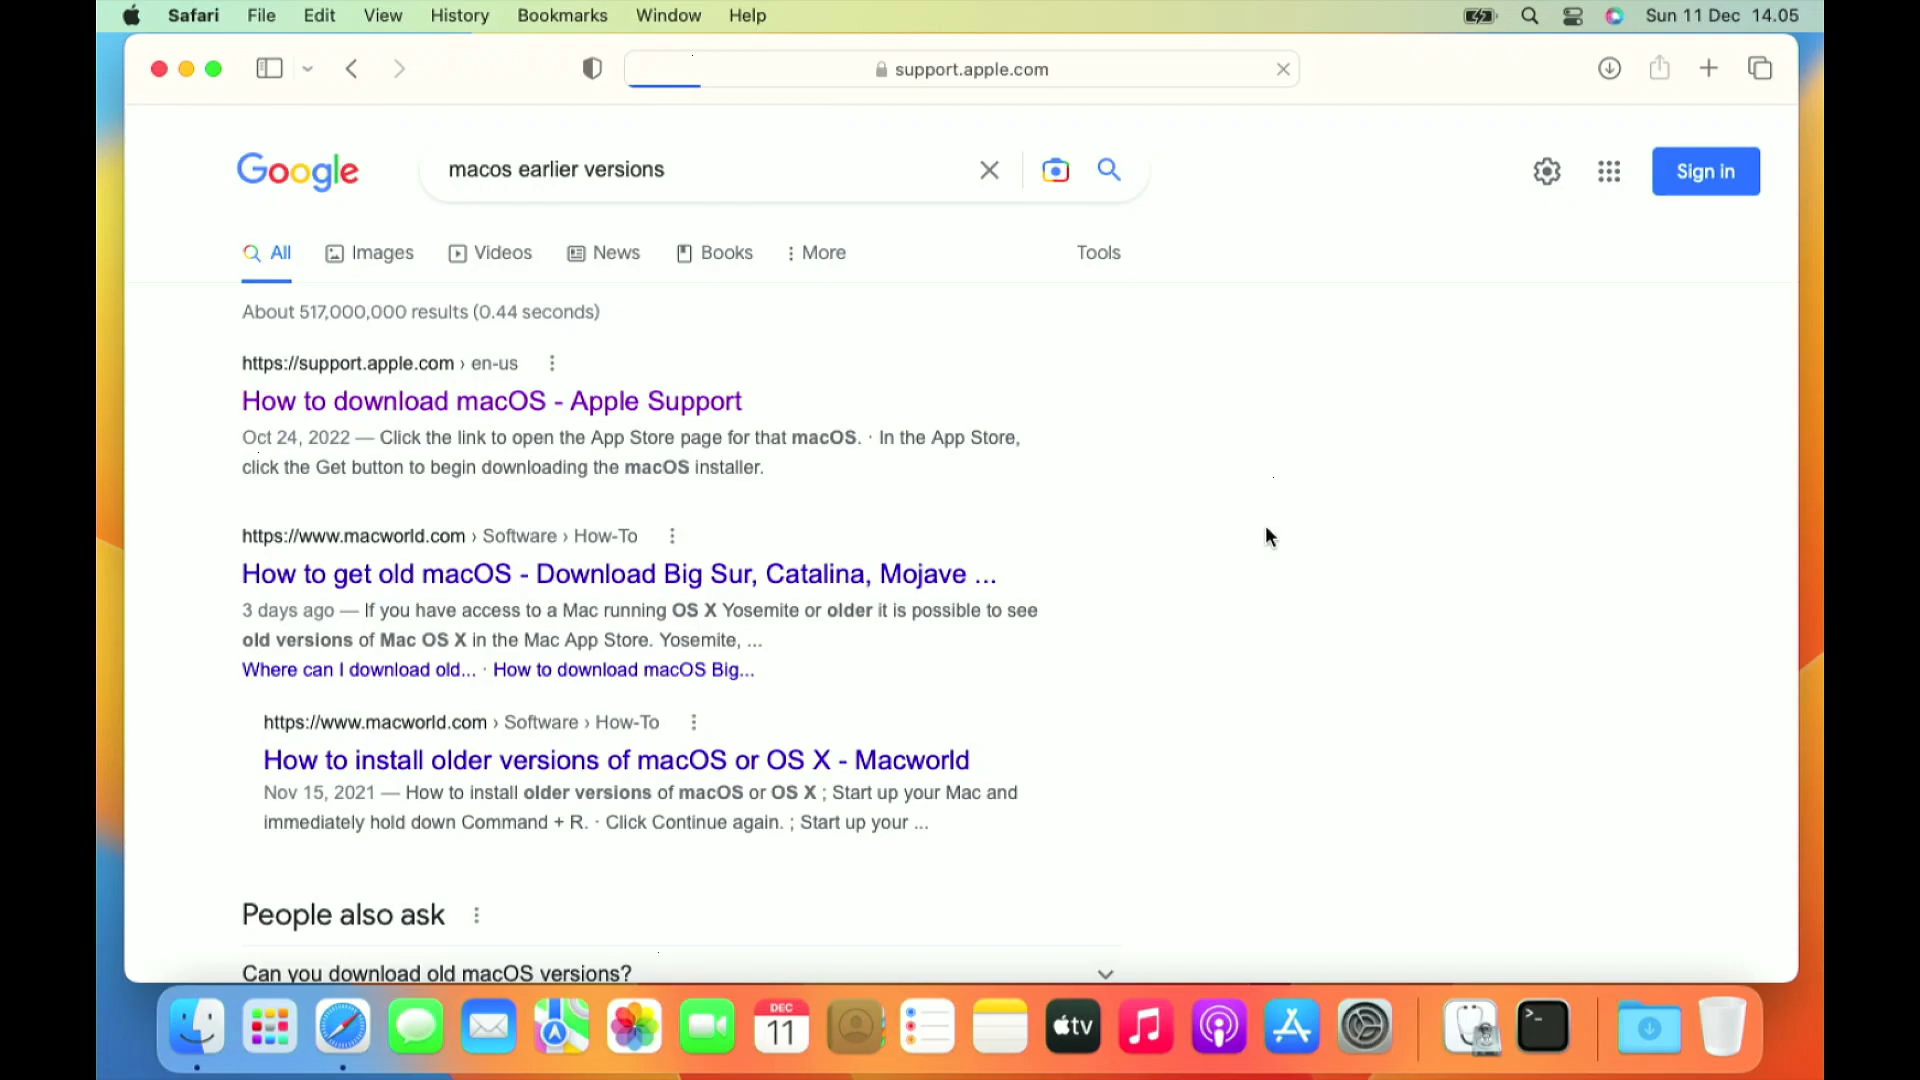 Safari File Edit View History Bookmarks Window Help Sun 11 Dec 14.05
support.apple.com
Google macos earlier versions Sign in
All Images Videos News Books More Tools
About 517,000,000 results (0.44 seconds)
https://support.apple.com › en-us
How to download macOS - Apple Support
Oct 24, 2022 — Click the link to open the App Store page for that macOS. · In the App Store,
click the Get button to begin downloading the macOS installer.
https://www.macworld.com › Software › How-To
How to get old macOS - Download Big Sur, Catalina, Mojave ...
3 days ago — If you have access to a Mac running OS X Yosemite or older it is possible to see
old versions of Mac OS X in the Mac App Store. Yosemite, ...
Where can I download old... · How to download macOS Big...
https://www.macworld.com › Software › How-To
How to install older versions of macOS or OS X - Macworld
Nov 15, 2021 — How to install older versions of macOS or OS X ; Start up your Mac and
immediately hold down Command + R. · Click Continue again. ; Start up your ...
People also ask
Can you download old macOS versions?
DEC
11
tv